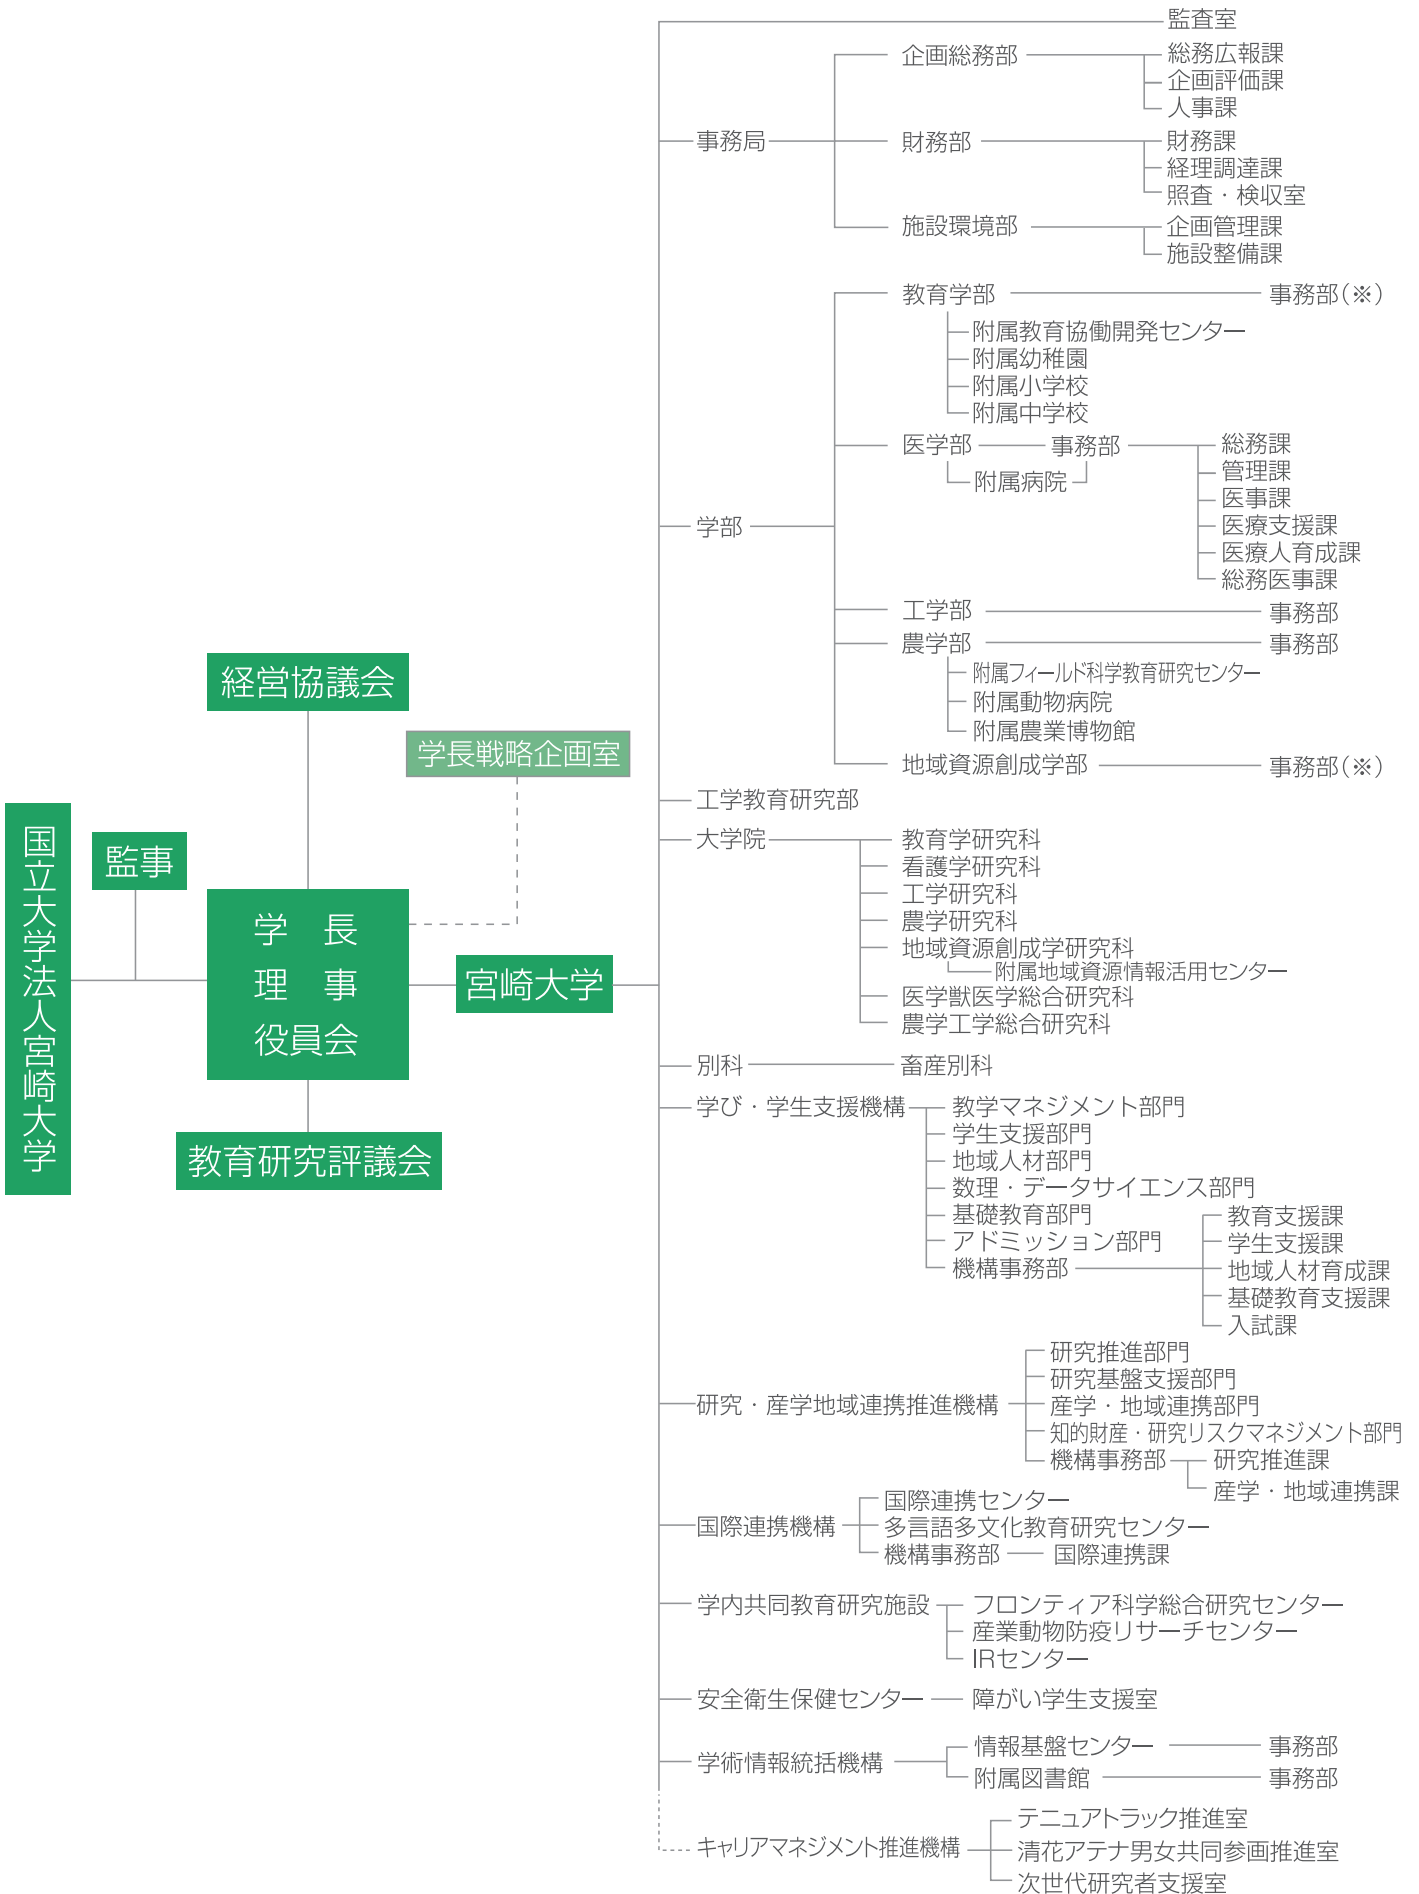 国立大学法人宮崎大学
監事
経営協議会
学長戦略企画室
学　長
理　事
役員会
教育研究評議会
宮崎大学
監査室
事務局
企画総務部
総務広報課
企画評価課
人事課
財務部
財務課
経理調達課
照査・検収室
施設環境部
企画管理課
施設整備課
学部
教育学部
事務部(※)
附属教育協働開発センター
附属幼稚園
附属小学校
附属中学校
医学部
事務部
附属病院
総務課
管理課
医事課
医療支援課
医療人育成課
総務医事課
工学部
事務部
農学部
事務部
附属フィールド科学教育研究センター
附属動物病院
附属農業博物館
地域資源創成学部
事務部(※)
工学教育研究部
大学院
教育学研究科
看護学研究科
工学研究科
農学研究科
地域資源創成学研究科
附属地域資源情報活用センター
医学獣医学総合研究科
農学工学総合研究科
別科
畜産別科
学び・学生支援機構
教学マネジメント部門
学生支援部門
地域人材部門
数理・データサイエンス部門
基礎教育部門
アドミッション部門
機構事務部
教育支援課
学生支援課
地域人材育成課
基礎教育支援課
入試課
研究・産学地域連携推進機構
研究推進部門
研究基盤支援部門
産学・地域連携部門
知的財産・研究リスクマネジメント部門
機構事務部
研究推進課
産学・地域連携課
国際連携機構
国際連携センター
多言語多文化教育研究センター
機構事務部
国際連携課
学内共同教育研究施設
フロンティア科学総合研究センター
産業動物防疫リサーチセンター
IRセンター
安全衛生保健センター
障がい学生支援室
学術情報統括機構
情報基盤センター
事務部
附属図書館
事務部
キャリアマネジメント推進機構
テニュアトラック推進室
清花アテナ男女共同参画推進室
次世代研究者支援室